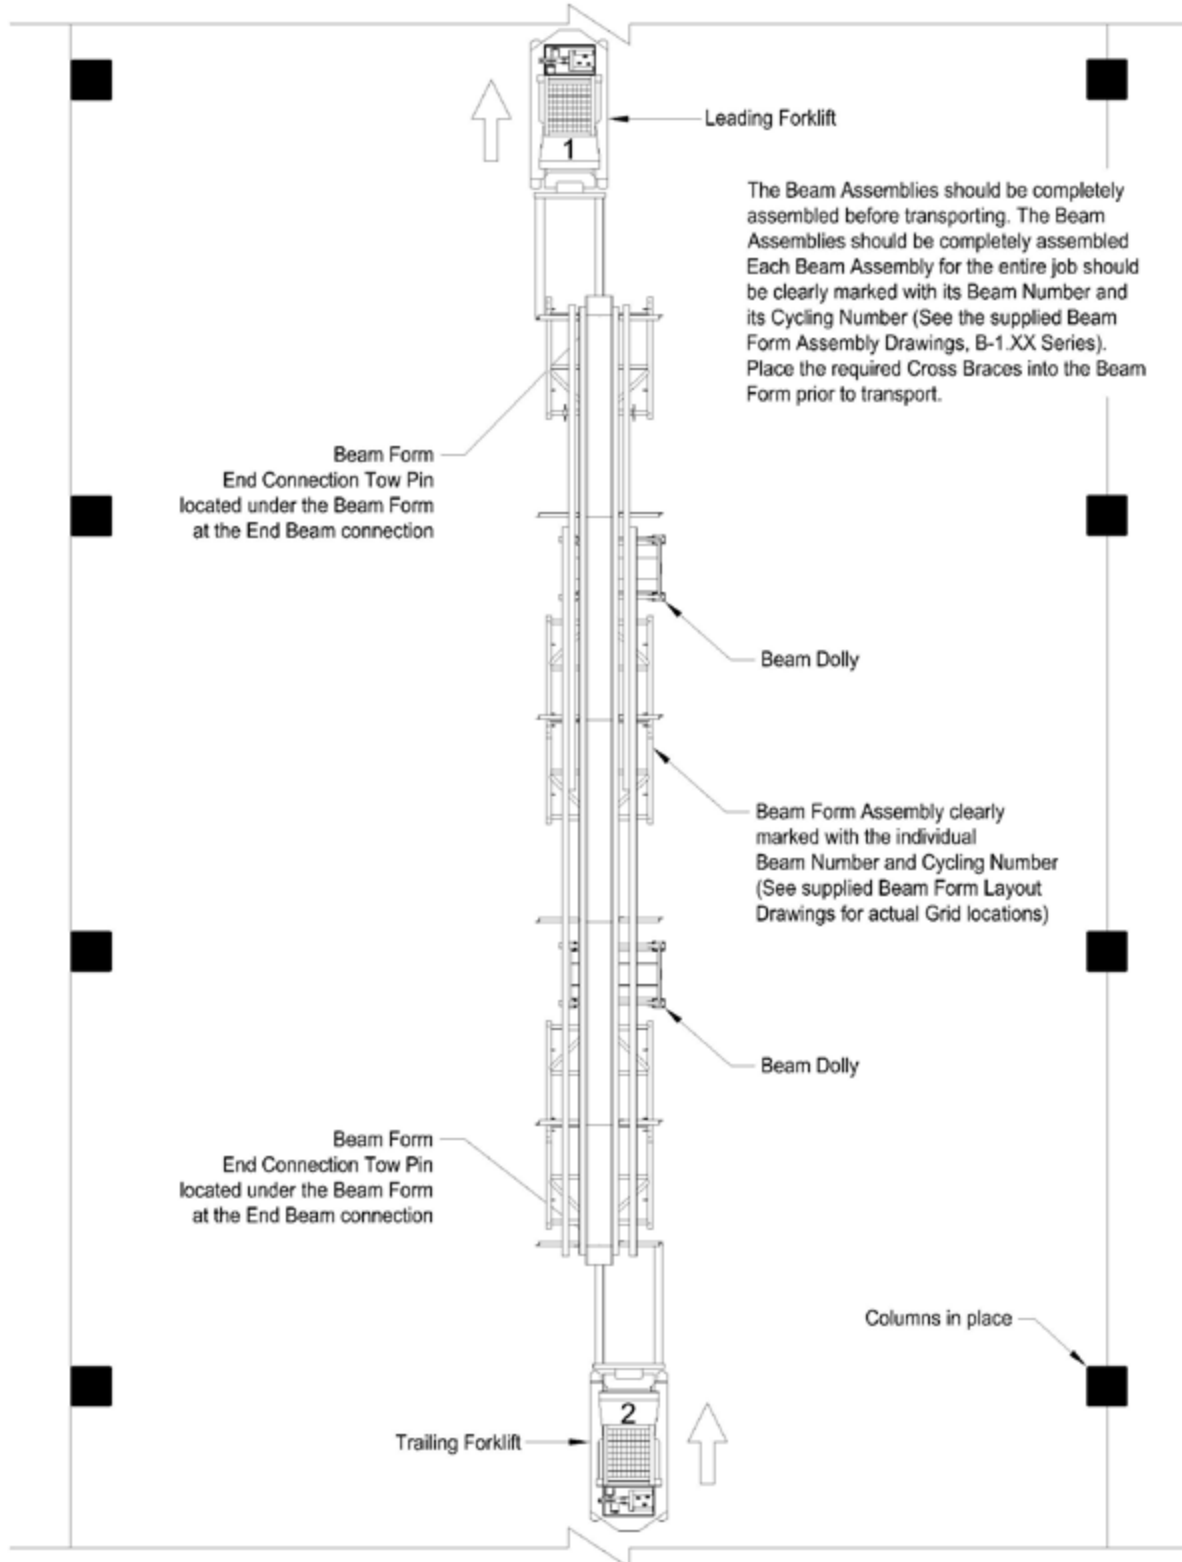 Leading Forklift
1
The Beam Assemblies should be completely
assembled before transporting. The Beam
Assemblies should be completely assembled
Each Beam Assembly for the entire job should
be clearly marked with its Beam Number and
its Cycling Number (See the supplied Beam
Form Assembly Drawings, B-1.XX Series).
Place the required Cross Braces into the Beam
Form prior to transport.
Beam Form
End Connection Tow Pin
located under the Beam Form
at the End Beam connection
Beam Dolly
Beam Form Assembly clearly
marked with the individual
Beam Number and Cycling Number
(See supplied Beam Form Layout
Drawings for actual Grid locations)
Beam Dolly
Beam Form
End Connection Tow Pin
located under the Beam Form
at the End Beam connection
Columns in place
2
Trailing Forklift